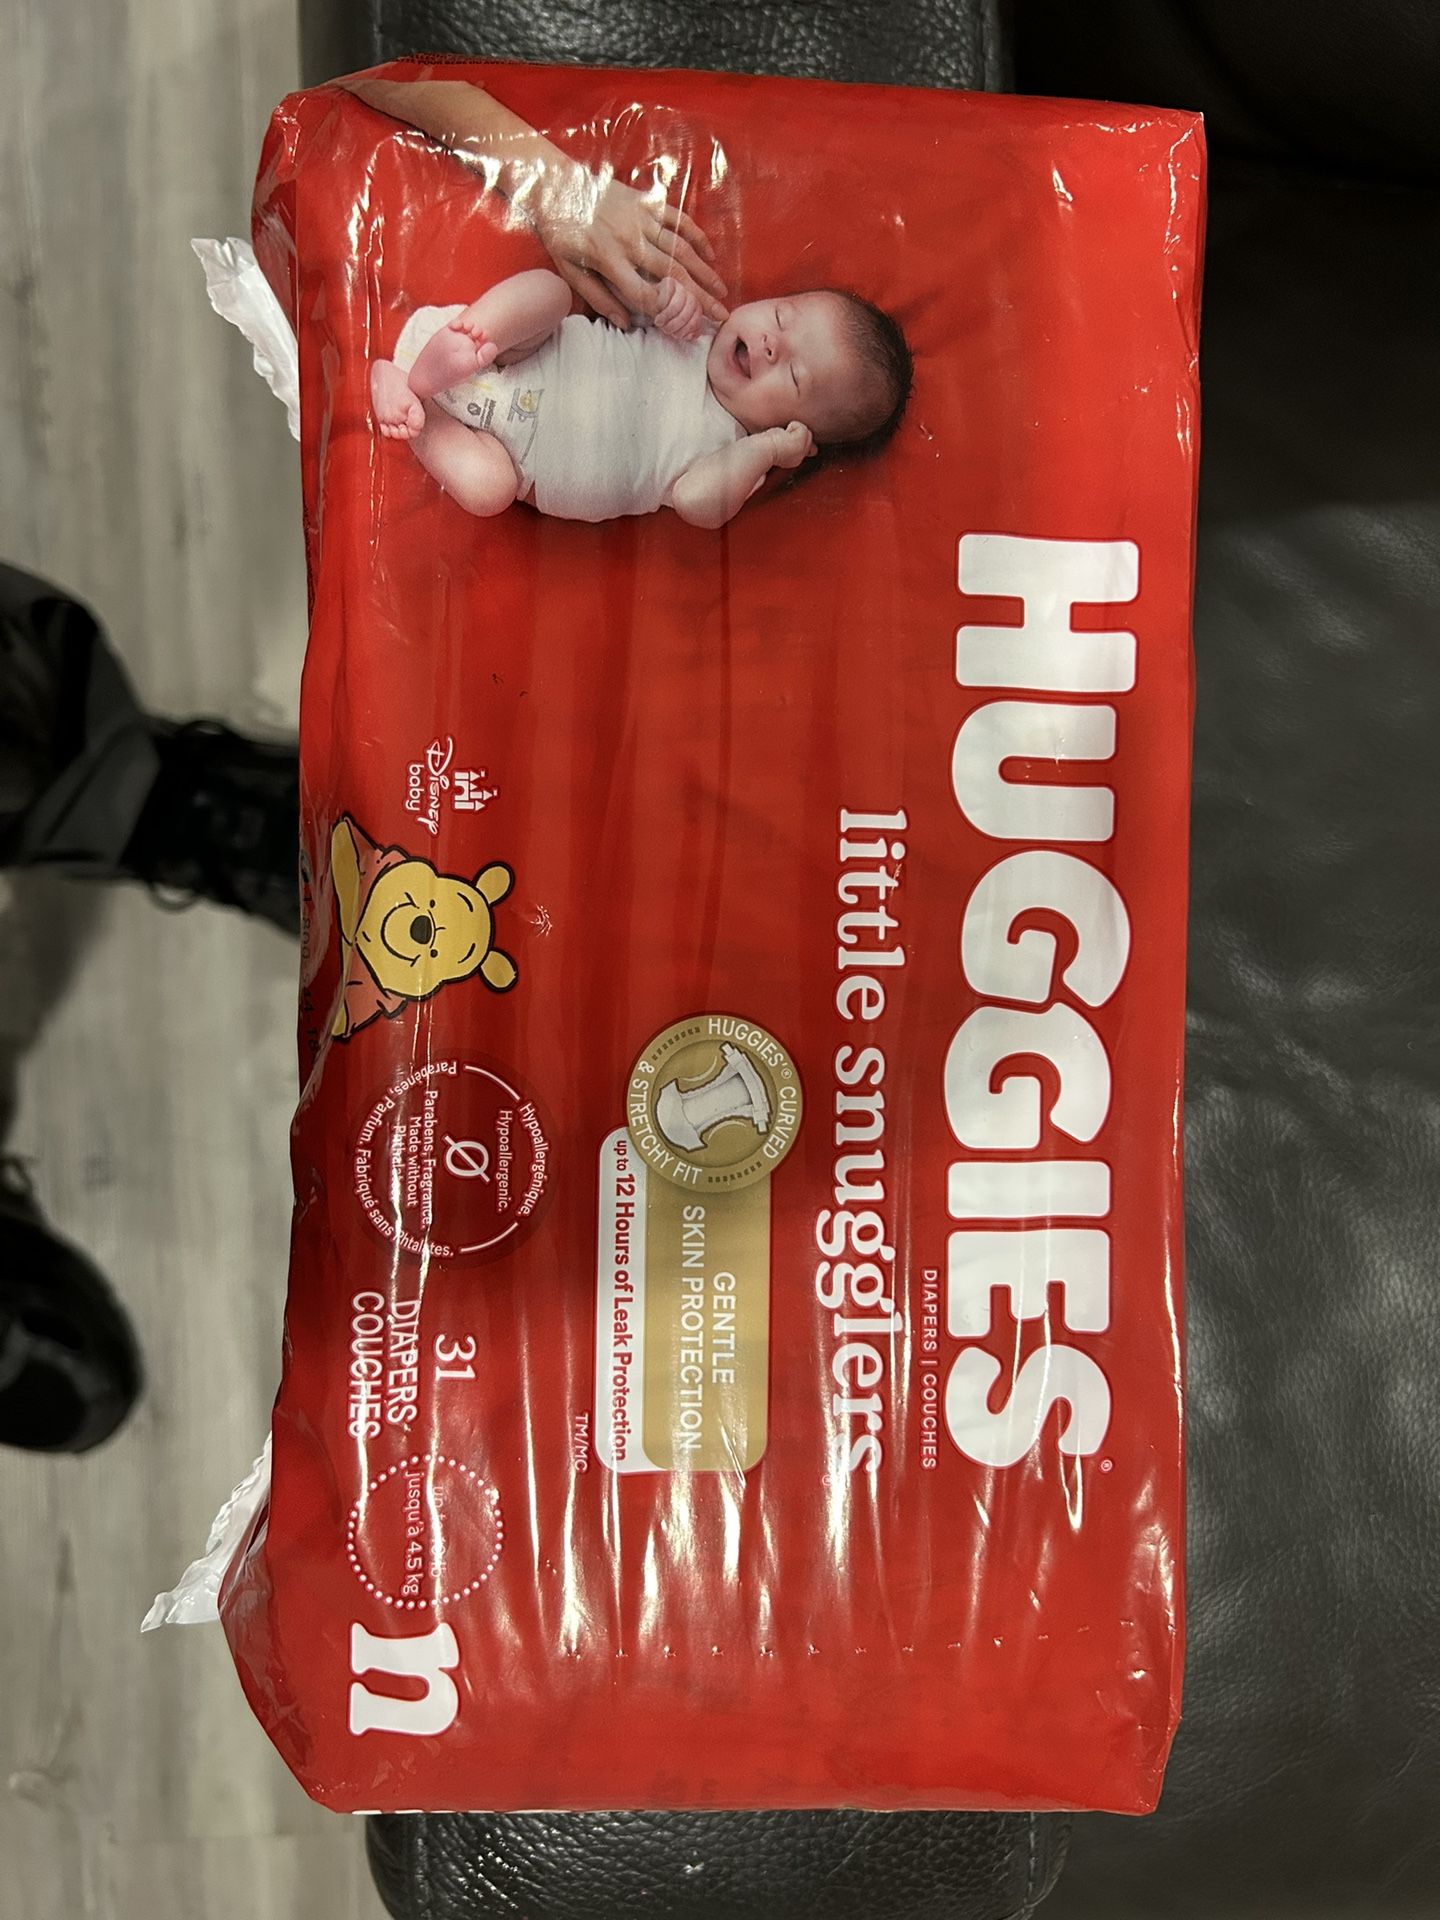 HUGGIES®
DIAPERS | COUCHES
little snugglers®
HUGGIES® CURVED
& STRETCHY FIT
GENTLE
SKIN PROTECTION
up to 12 Hours of Leak Protection
TM/MC
Disney
baby
Hypoallergénique.
Hypoallergenic.
Made without
Parabens, Fragrance,
Phthalates.
Parabènes, Parfum. Fabriqué sans Phtalates.
31
DIAPERS
COUCHES
jusqu'à 4.5 kg
n